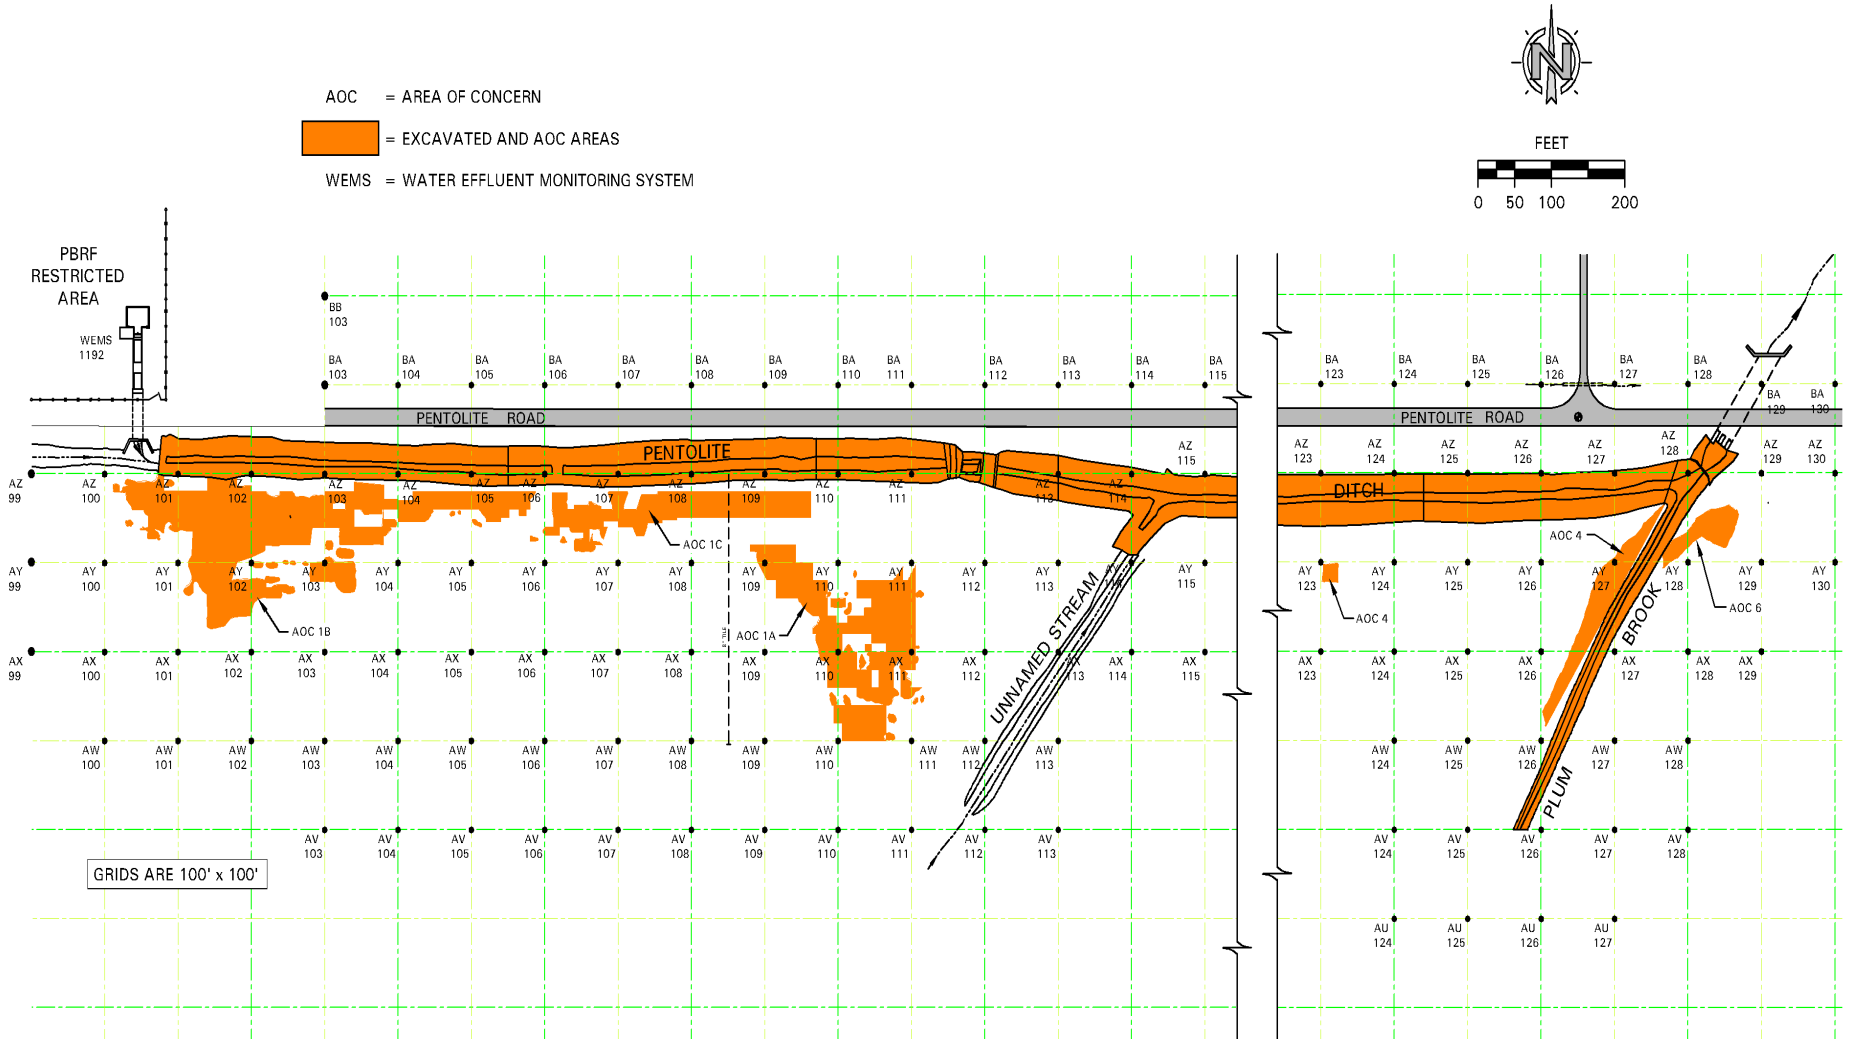 N
AOC = AREA OF CONCERN
= EXCAVATED AND AOC AREAS
WEMS = WATER EFFLUENT MONITORING SYSTEM
FEET
0 50 100 200
PBRF
RESTRICTED
AREA
WEMS
1192
BB
103
BA BA BA BA BA BA BA BA BA BA BA BA BA
103 104 105 106 107 108 109 110 111 112 113 114 115
BA BA BA BA BA BA
123 124 125 126 127 128
BA BA
129 130
PENTOLITE ROAD
PENTOLITE ROAD
PENTOLITE
DITCH
AZ
115
AZ AZ AZ AZ AZ AZ AZ AZ
123 124 125 126 127 128 129 130
AZ AZ AZ AZ AZ AZ AZ AZ AZ AZ AZ AZ AZ AZ AZ
99 100 101 102 103 104 105 106 107 108 109 110 111 113 114
AOC 1C
AOC 4
AY AY AY AY AY AY AY AY AY AY AY AY AY AY AY AY AY
99 100 101 102 103 104 105 106 107 108 109 110 111 112 113 114 115
AY AY AY AY AY AY AY AY
123 124 125 126 127 128 129 130
AOC 1B
AOC 1A
8" TILE
AOC 4
AOC 6
UNNAMED STREAM
BROOK
PLUM
AX AX AX AX AX AX AX AX AX AX AX AX AX AX AX AX AX
99 100 101 102 103 104 105 106 107 108 109 110 111 112 113 114 115
AX AX AX AX AX AX AX
123 124 125 126 127 128 129
AW AW AW AW AW AW AW AW AW AW AW AW AW AW
100 101 102 103 104 105 106 107 108 109 110 111 112 113
AW AW AW AW AW
124 125 126 127 128
AV AV AV AV AV AV AV AV AV AV AV
103 104 105 106 107 108 109 110 111 112 113
AV AV AV AV AV
124 125 126 127 128
GRIDS ARE 100' x 100'
AU AU AU AU
124 125 126 127